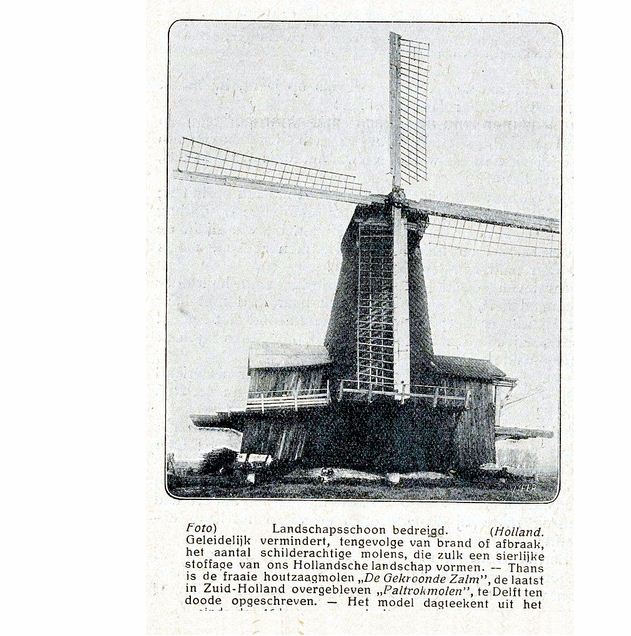 Foto) Landschapsschoon bedreigd. (Holland.
Geleidelijk vermindert, tengevolge van brand of afbraak,
het aantal schilderachtige molens, die zulk een sierlijke
stoffage van ons Hollandsche landschap vormen. -- Thans
is de fraaie houtzaagmolen „De Gekroonde Zalm”, de laatst
in Zuid-Holland overgebleven „Paltrokmolen”, te Delft ten
doode opgeschreven. — Het model dagteekent uit het